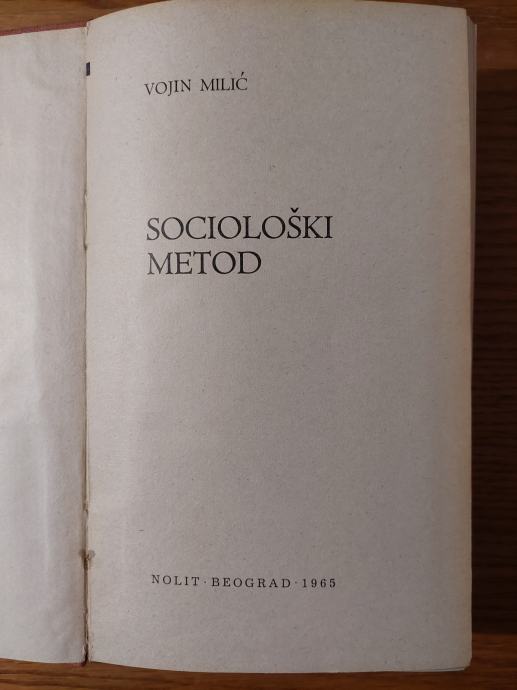 VOJIN MILIĆ
SOCIOLOŠKI
METOD
NOLIT · BEOGRAD · 1965